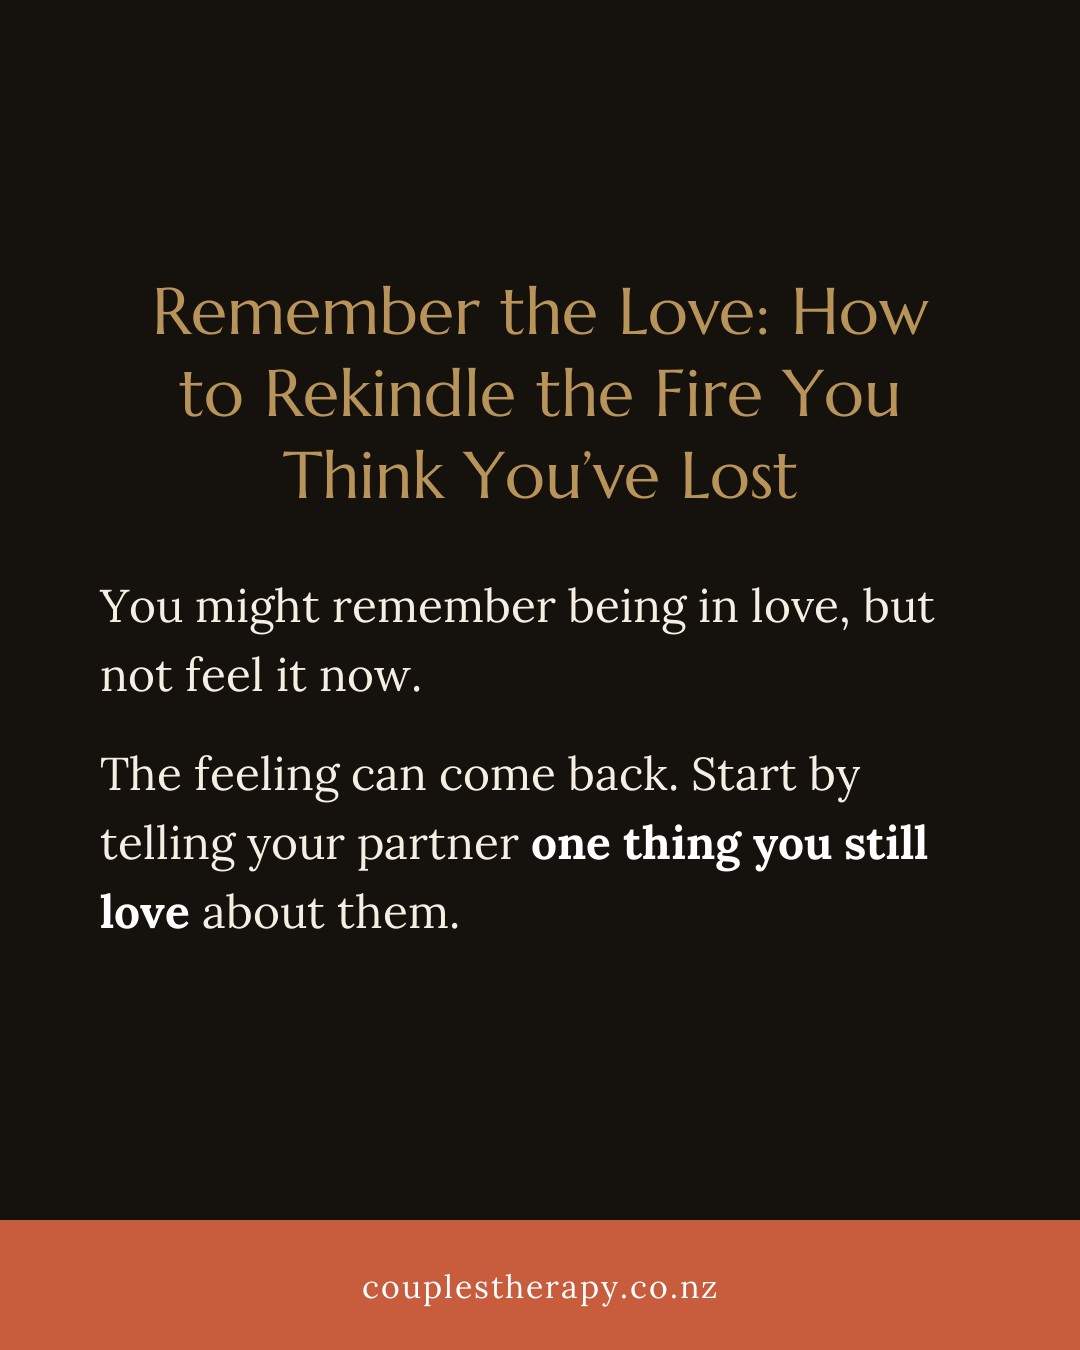 Remember the Love: How
to Rekindle the Fire You
Think You’ve Lost
You might remember being in love, but
not feel it now.
The feeling can come back. Start by
telling your partner one thing you still
love about them.
couplestherapy.co.nz